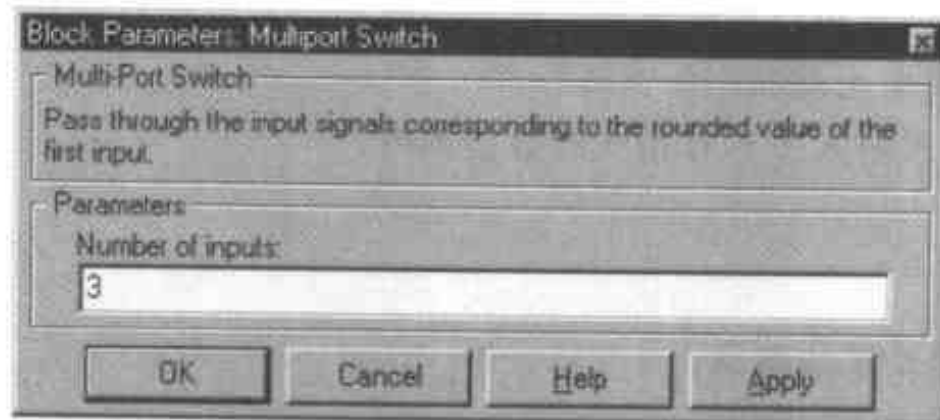 Block Parameters: Multiport Switch
Multi-Port Switch
Pass through the input signals corresponding to the rounded value of the
first input.
Parameters
Number of inputs:
3
OK
Cancel
Help
Apply